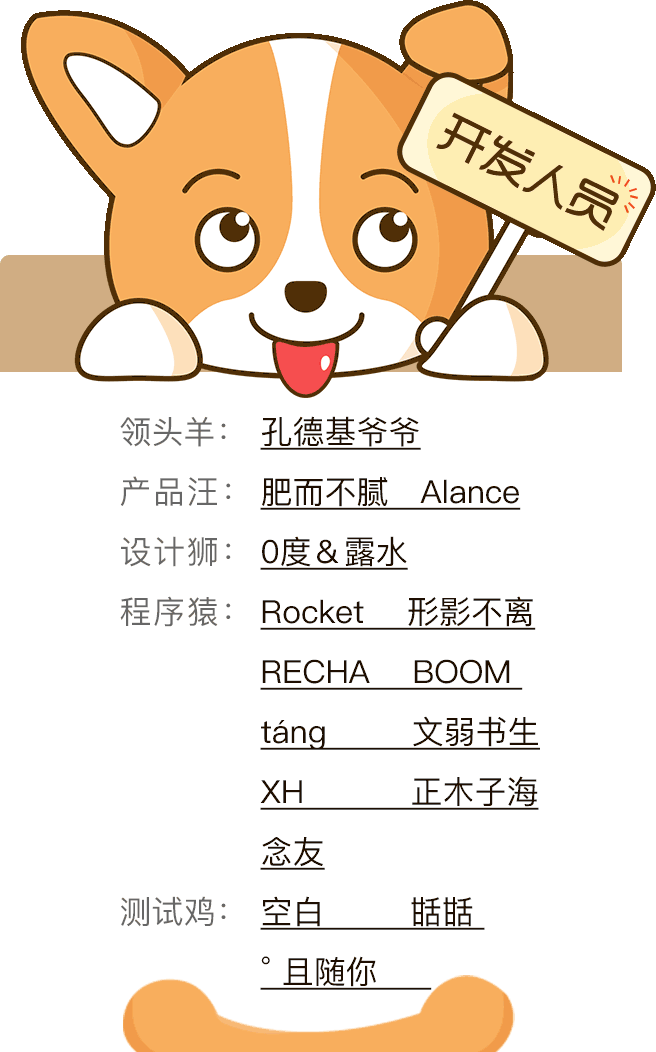 开发人员
领头羊： 孔德基爷爷
产品汪： 肥而不腻 Alance
设计狮： 0度＆露水
程序猿： Rocket 形影不离
RECHA BOOM
táng 文弱书生
XH 正木子海
念友
测试鸡： 空白 甛甛
° 且随你